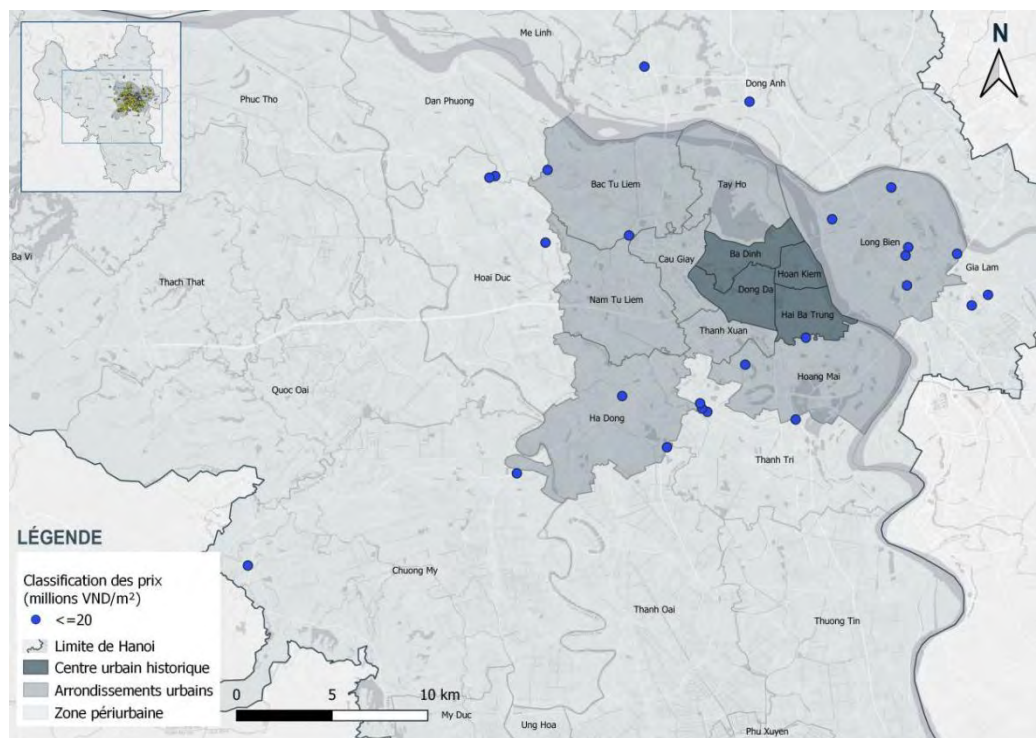 Me Linh
N
Dong Anh
Phuc Tho
Dan Phuong
Bac Tu Liem
Tay Ho
Long Bien
Ba Vi
Cau Giay
Ba Dinh
Hoan Kiem
Gia Lam
Thach That
Hoai Duc
Dong Da
Nam Tu Liem
Hai Ba Trung
Thanh Xuan
Hoang Mai
Quoc Oai
Ha Dong
Thanh Tri
LÉGENDE
Classification des prix
(millions VND/m²)
<=20
Limite de Hanoi
Centre urbain historique
Arrondissements urbains
Zone périurbaine
Chuong My
Thanh Oai
Thuong Tin
0 5 10 km
My Duc
Ung Hoa
Phu Xuyen